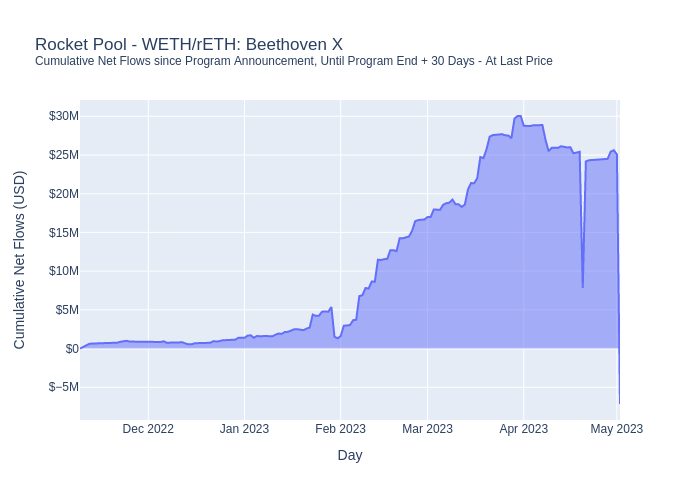 Rocket Pool - WETH/rETH: Beethoven X
Cumulative Net Flows since Program Announcement, Until Program End + 30 Days - At Last Price
$30M
$25M
$20M
$15M
$10M
$5M
$0
−$5M
Cumulative Net Flows (USD)
Dec 2022
Jan 2023
Feb 2023
Mar 2023
Apr 2023
May 2023
Day